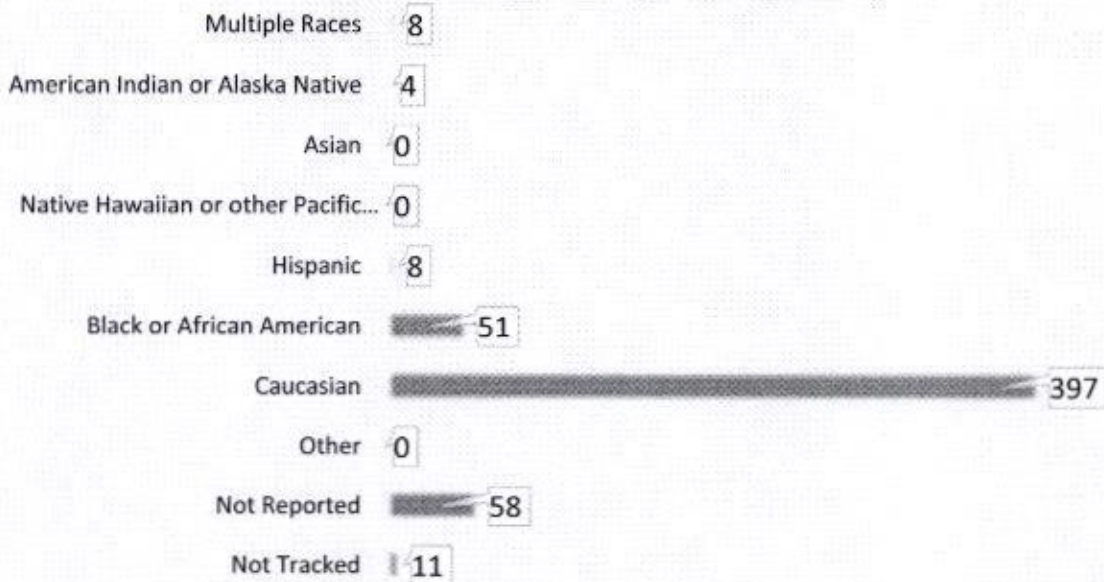 Multiple Races 8
American Indian or Alaska Native 4
Asian 0
Native Hawaiian or other Pacific... 0
Hispanic 8
Black or African American 51
Caucasian 397
Other 0
Not Reported 58
Not Tracked 11